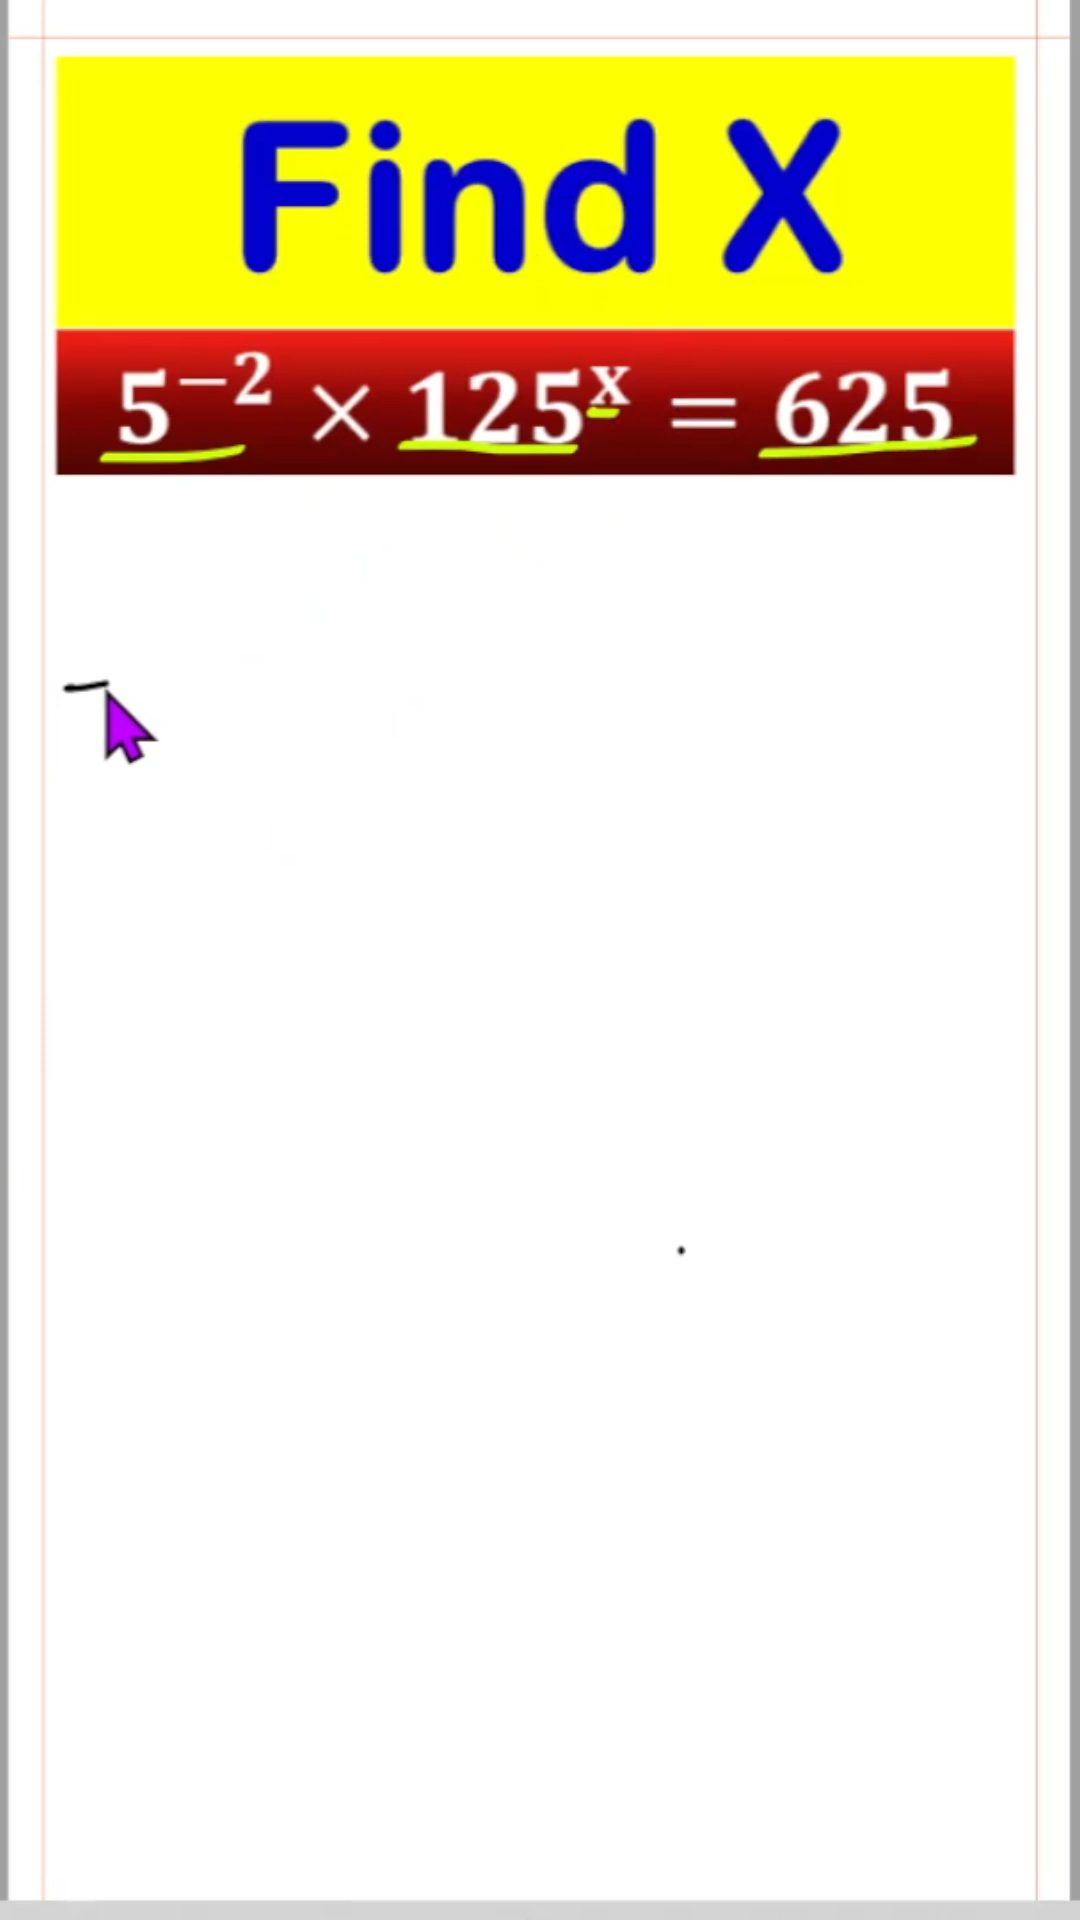 Find X
5⁻² × 125ˣ = 625